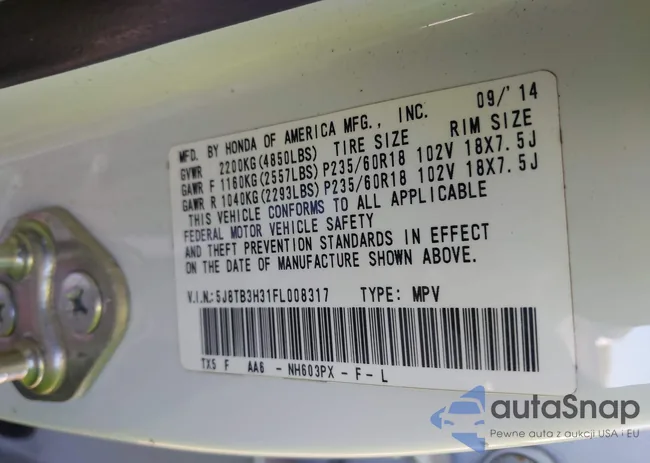 09/'14
MFD. BY HONDA OF AMERICA MFG., INC.
GVWR 2200KG(4850LBS) TIRE SIZE RIM SIZE
GAWR F 1160KG(2557LBS) P235/60R18 102V 18X7.5J
GAWR R 1040KG(2293LBS) P235/60R18 102V 18X7.5J
THIS VEHICLE CONFORMS TO ALL APPLICABLE
FEDERAL MOTOR VEHICLE SAFETY
AND THEFT PREVENTION STANDARDS IN EFFECT
ON THE DATE OF MANUFACTURE SHOWN ABOVE.
V.I.N:5J8TB3H31FL008317 TYPE: MPV
TX5 F AA6 - NH603PX - F - L
autaSnap
Pewne auta z aukcji USA i EU